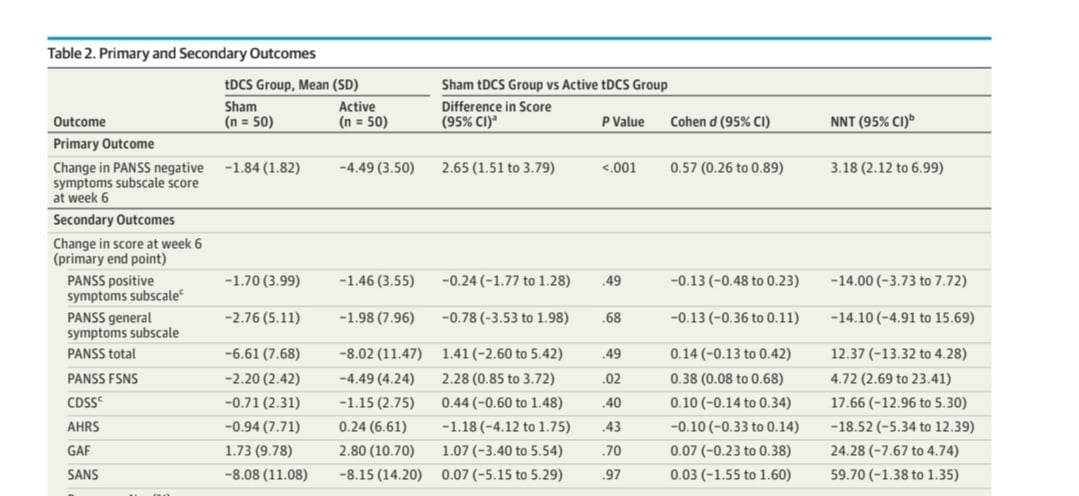 Table 2. Primary and Secondary Outcomes
tDCS Group, Mean (SD) Sham tDCS Group vs Active tDCS Group
Outcome Sham (n = 50) Active (n = 50) Difference in Score (95% CI)ᵃ P Value Cohen d (95% CI) NNT (95% CI)ᵇ
Primary Outcome
Change in PANSS negative −1.84 (1.82) −4.49 (3.50) 2.65 (1.51 to 3.79) <.001 0.57 (0.26 to 0.89) 3.18 (2.12 to 6.99)
symptoms subscale score
at week 6
Secondary Outcomes
Change in score at week 6
(primary end point)
PANSS positive −1.70 (3.99) −1.46 (3.55) −0.24 (−1.77 to 1.28) .49 −0.13 (−0.48 to 0.23) −14.00 (−3.73 to 7.72)
symptoms subscaleᶜ
PANSS general −2.76 (5.11) −1.98 (7.96) −0.78 (-3.53 to 1.98) .68 −0.13 (−0.36 to 0.11) −14.10 (−4.91 to 15.69)
symptoms subscale
PANSS total −6.61 (7.68) −8.02 (11.47) 1.41 (−2.60 to 5.42) .49 0.14 (−0.13 to 0.42) 12.37 (−13.32 to 4.28)
PANSS FSNS −2.20 (2.42) −4.49 (4.24) 2.28 (0.85 to 3.72) .02 0.38 (0.08 to 0.68) 4.72 (2.69 to 23.41)
CDSSᶜ −0.71 (2.31) −1.15 (2.75) 0.44 (−0.60 to 1.48) .40 0.10 (−0.14 to 0.34) 17.66 (−12.96 to 5.30)
AHRS −0.94 (7.71) 0.24 (6.61) −1.18 (−4.12 to 1.75) .43 −0.10 (−0.33 to 0.14) −18.52 (−5.34 to 12.39)
GAF 1.73 (9.78) 2.80 (10.70) 1.07 (−3.40 to 5.54) .70 0.07 (−0.23 to 0.38) 24.28 (−7.67 to 4.74)
SANS −8.08 (11.08) −8.15 (14.20) 0.07 (−5.15 to 5.29) .97 0.03 (−1.55 to 1.60) 59.70 (−1.38 to 1.35)